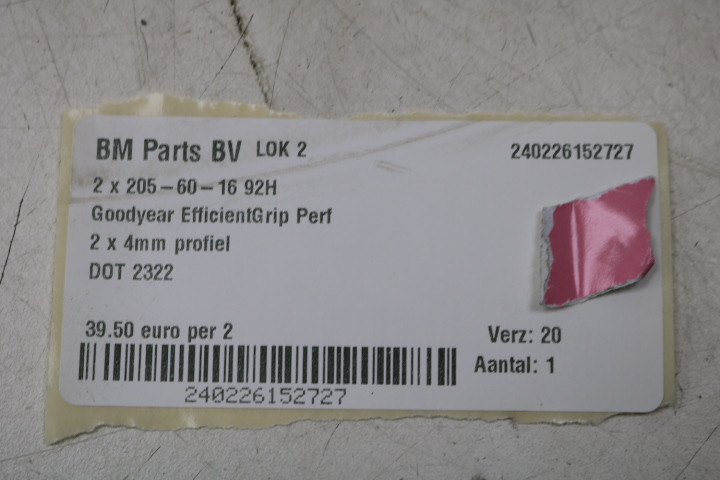 BM Parts BV LOK 2 240226152727
2 x 205-60-16 92H
Goodyear EfficientGrip Perf
2 x 4mm profiel
DOT 2322
39.50 euro per 2 Verz: 20
Aantal: 1
240226152727